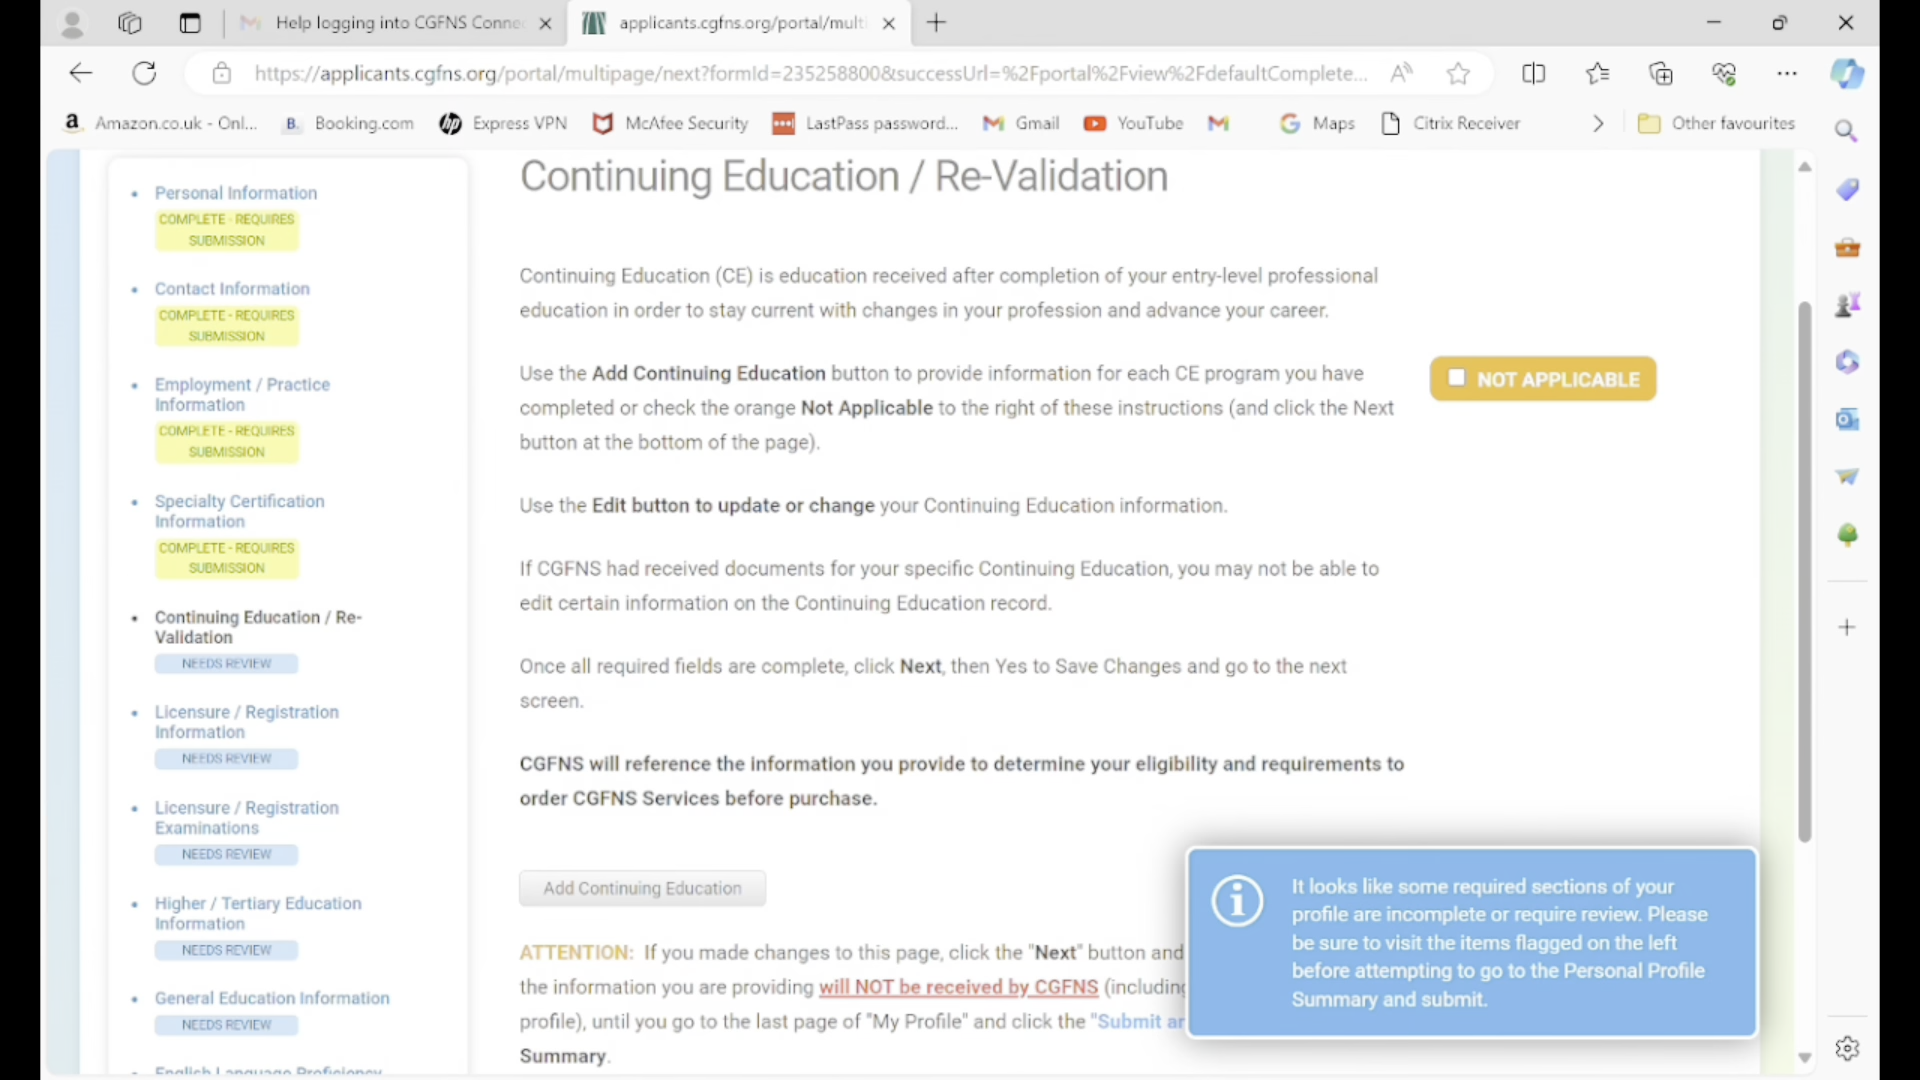 Help logging into CGFNS Conne
applicants.cgfns.org/portal/mult
https://applicants.cgfns.org/portal/multipage/next?formId=235258800&successUrl=%2Fportal%2Fview%2FdefaultComplete...
Amazon.co.uk - Onl...
Booking.com
Express VPN
McAfee Security
LastPass password...
Gmail
YouTube
Maps
Citrix Receiver
Other favourites
Personal Information
COMPLETE - REQUIRES
SUBMISSION
Contact Information
COMPLETE - REQUIRES
SUBMISSION
Employment / Practice
Information
COMPLETE - REQUIRES
SUBMISSION
Specialty Certification
Information
COMPLETE - REQUIRES
SUBMISSION
Continuing Education / Re-
Validation
NEEDS REVIEW
Licensure / Registration
Information
NEEDS REVIEW
Licensure / Registration
Examinations
NEEDS REVIEW
Higher / Tertiary Education
Information
NEEDS REVIEW
General Education Information
NEEDS REVIEW
English Language Proficiency
Continuing Education / Re-Validation
Continuing Education (CE) is education received after completion of your entry-level professional
education in order to stay current with changes in your profession and advance your career.
Use the Add Continuing Education button to provide information for each CE program you have
completed or check the orange Not Applicable to the right of these instructions (and click the Next
button at the bottom of the page).
NOT APPLICABLE
Use the Edit button to update or change your Continuing Education information.
If CGFNS had received documents for your specific Continuing Education, you may not be able to
edit certain information on the Continuing Education record.
Once all required fields are complete, click Next, then Yes to Save Changes and go to the next
screen.
CGFNS will reference the information you provide to determine your eligibility and requirements to
order CGFNS Services before purchase.
Add Continuing Education
ATTENTION: If you made changes to this page, click the "Next" button and
the information you are providing will NOT be received by CGFNS (including
profile), until you go to the last page of "My Profile" and click the "Submit an
Summary.
It looks like some required sections of your
profile are incomplete or require review. Please
be sure to visit the items flagged on the left
before attempting to go to the Personal Profile
Summary and submit.